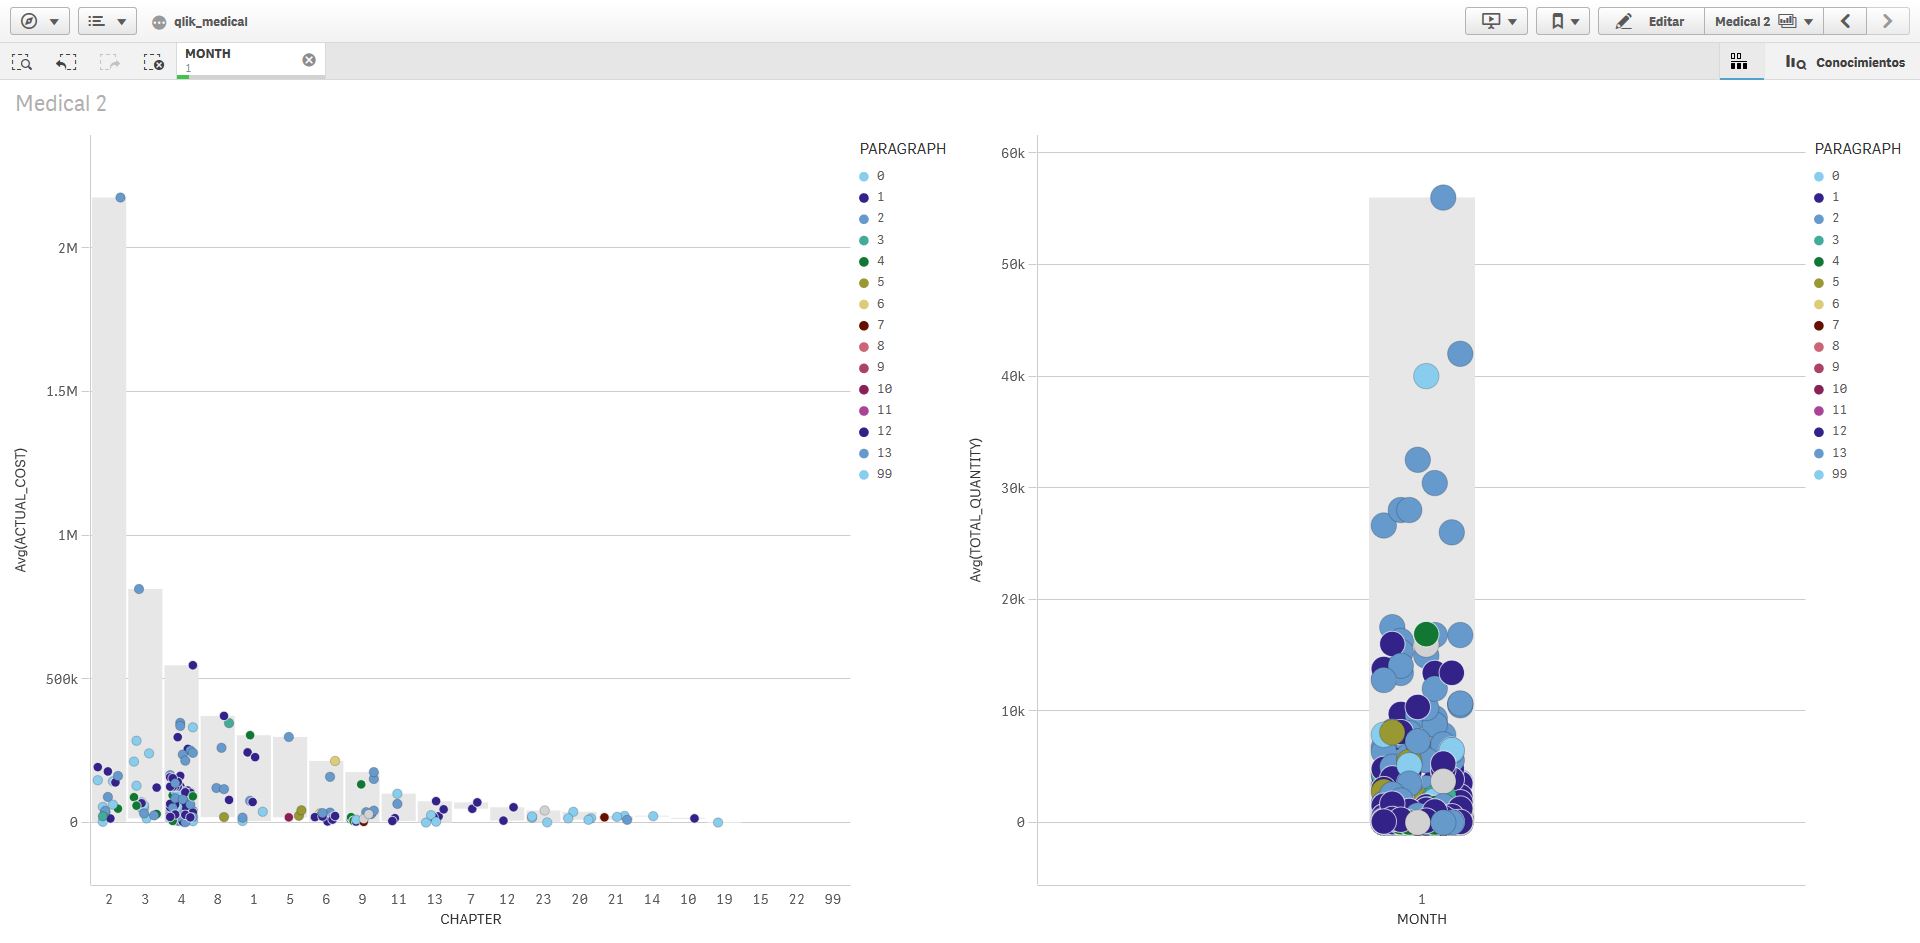 qlik_medical
Editar
Medical 2
MONTH
1
Conocimientos
Medical 2
Avg(ACTUAL_COST)
2M
1.5M
1M
500k
0
2 3 4 8 1 5 6 9 11 13 7 12 23 20 21 14 10 19 15 22 99
CHAPTER
PARAGRAPH
0
1
2
3
4
5
6
7
8
9
10
11
12
13
99
Avg(TOTAL_QUANTITY)
60k
50k
40k
30k
20k
10k
0
1
MONTH
PARAGRAPH
0
1
2
3
4
5
6
7
8
9
10
11
12
13
99